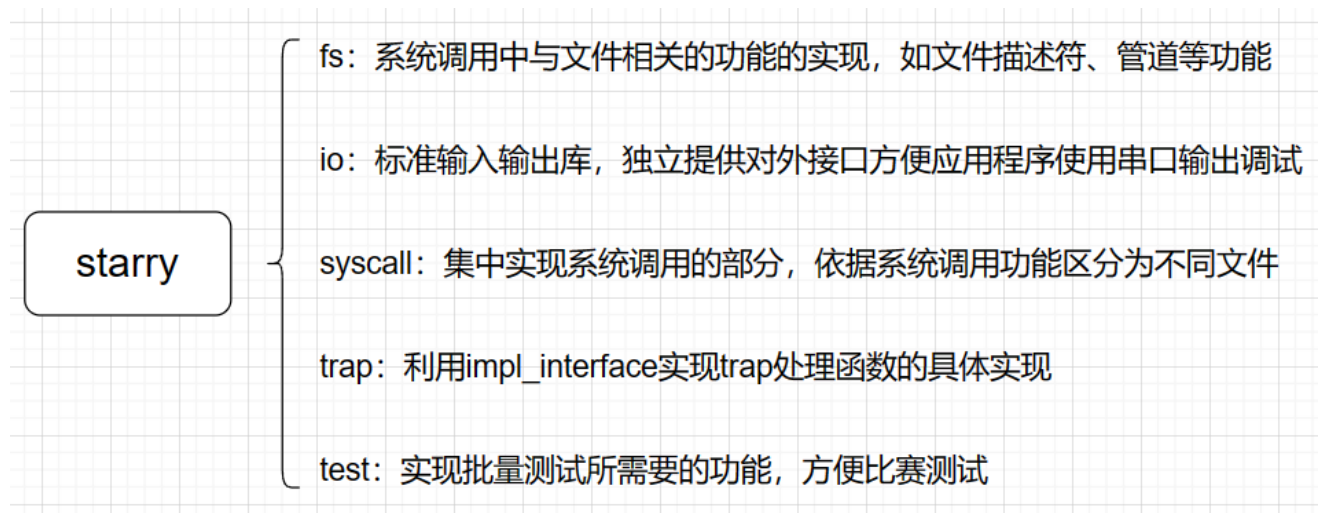 fs：系统调用中与文件相关的功能的实现，如文件描述符、管道等功能
io：标准输入输出库，独立提供对外接口方便应用程序使用串口输出调试
starry
syscall：集中实现系统调用的部分，依据系统调用功能区分为不同文件
trap：利用impl_interface实现trap处理函数的具体实现
test：实现批量测试所需要的功能，方便比赛测试